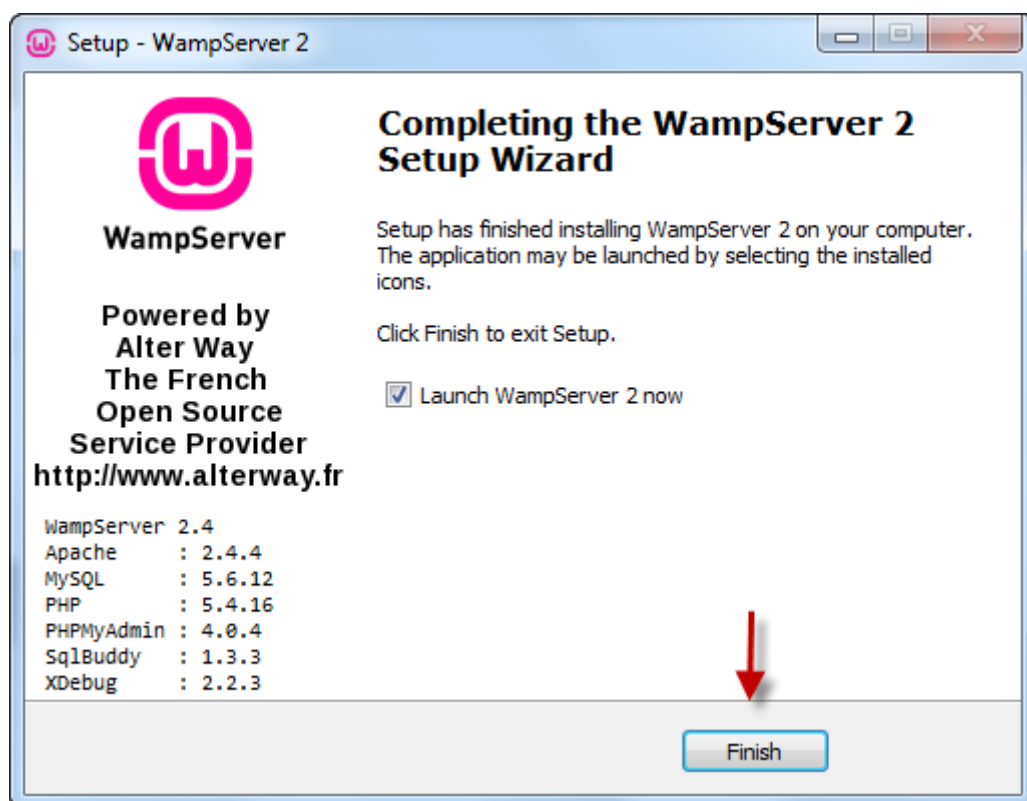 Setup - WampServer 2
WampServer
Powered by
Alter Way
The French
Open Source
Service Provider
http://www.alterway.fr
WampServer 2.4
Apache : 2.4.4
MySQL : 5.6.12
PHP : 5.4.16
PHPMyAdmin : 4.0.4
SqlBuddy : 1.3.3
XDebug : 2.2.3
Completing the WampServer 2
Setup Wizard
Setup has finished installing WampServer 2 on your computer.
The application may be launched by selecting the installed
icons.
Click Finish to exit Setup.
Launch WampServer 2 now
Finish